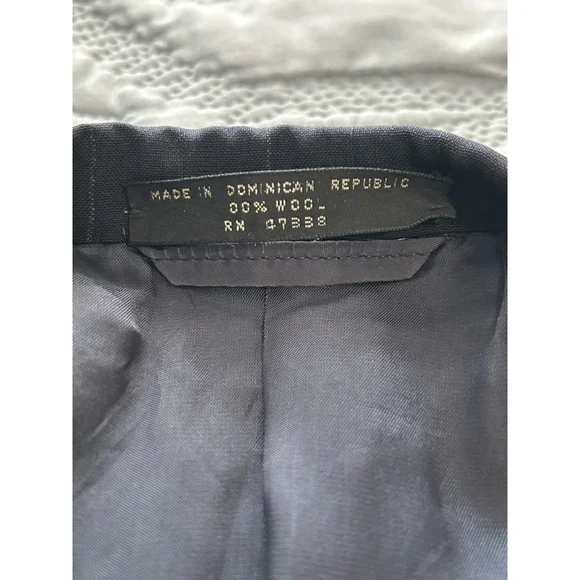 MADE IN DOMINICAN REPUBLIC
00% WOOL
RN 47338